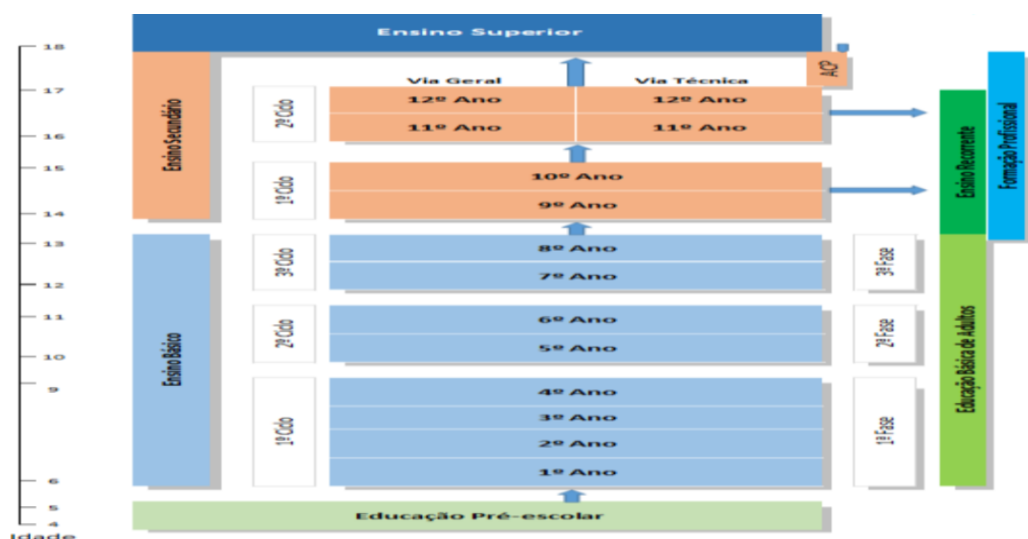 Ensino Superior
18
ACP
Via Geral
Via Técnica
17
12º Ano
12º Ano
2º Ciclo
Ensino Secundário
11º Ano
11º Ano
16
Ensino Recorrente
Formação Profissional
15
10º Ano
1º Ciclo
9º Ano
14
13
8º Ano
3º Ciclo
3ª Fase
7º Ano
12
11
6º Ano
2º Ciclo
2ª Fase
5º Ano
10
Ensino Básico
Educação Básica de Adultos
9
4º Ano
3º Ano
1º Ciclo
1ª Fase
2º Ano
1º Ano
6
5
4
Educação Pré-escolar
Idade